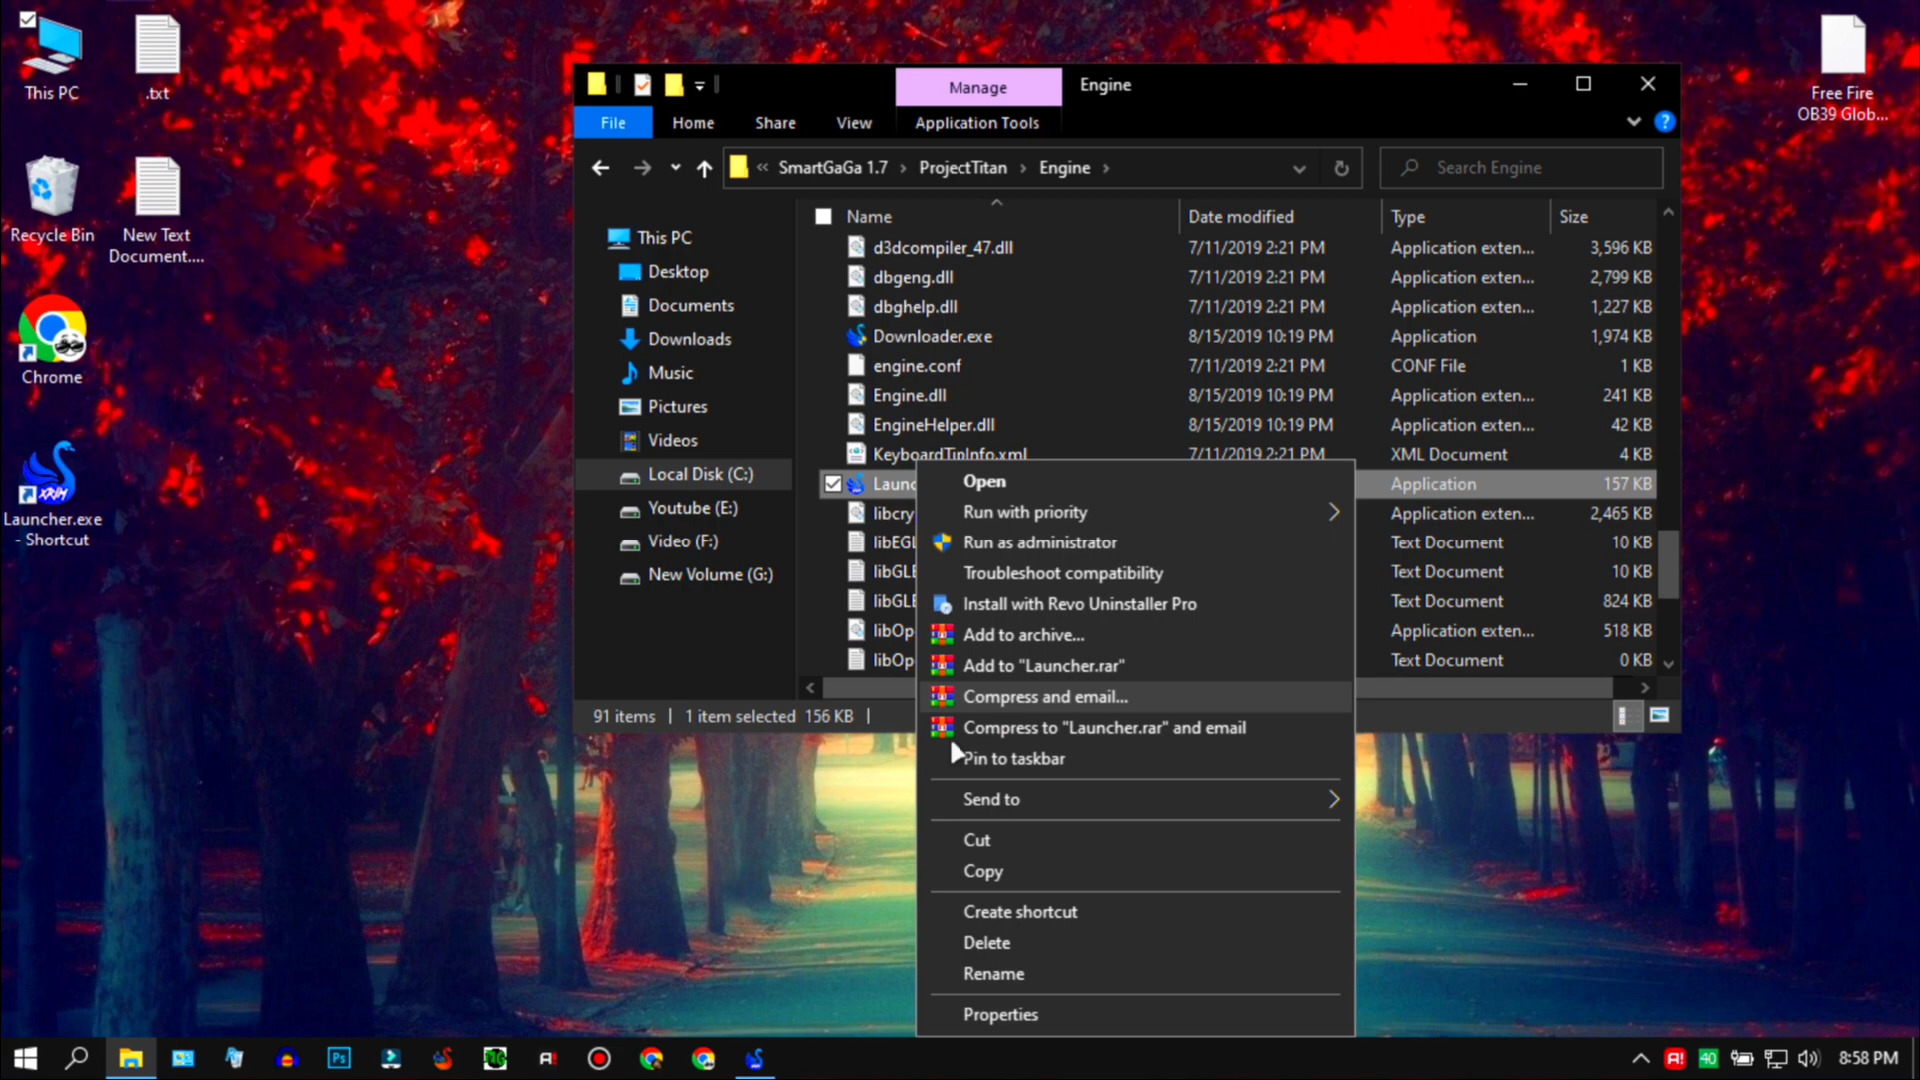 This PC
.txt
Recycle Bin
New Text
Document....
Chrome
XRIM
Launcher.exe
- Shortcut
Free Fire
OB39 Glob...
Manage
Engine
File
Home
Share
View
Application Tools
« SmartGaGa 1.7 › ProjectTitan › Engine ›
Search Engine
This PC
Desktop
Documents
Downloads
Music
Pictures
Videos
Local Disk (C:)
Youtube (E:)
Video (F:)
New Volume (G:)
Name Date modified Type Size
d3dcompiler_47.dll 7/11/2019 2:21 PM Application exten... 3,596 KB
dbgeng.dll 7/11/2019 2:21 PM Application exten... 2,799 KB
dbghelp.dll 7/11/2019 2:21 PM Application exten... 1,227 KB
Downloader.exe 8/15/2019 10:19 PM Application 1,974 KB
engine.conf 7/11/2019 2:21 PM CONF File 1 KB
Engine.dll 8/15/2019 10:19 PM Application exten... 241 KB
EngineHelper.dll 8/15/2019 10:19 PM Application exten... 42 KB
KeyboardTipInfo.xml 7/11/2019 2:21 PM XML Document 4 KB
Launc Application 157 KB
libcry Application exten... 2,465 KB
libEGL Text Document 10 KB
libGLE Text Document 10 KB
libGLE Text Document 824 KB
libOp Application exten... 518 KB
libOp Text Document 0 KB
91 items 1 item selected 156 KB
Open
Run with priority
Run as administrator
Troubleshoot compatibility
Install with Revo Uninstaller Pro
Add to archive...
Add to "Launcher.rar"
Compress and email...
Compress to "Launcher.rar" and email
Pin to taskbar
Send to
Cut
Copy
Create shortcut
Delete
Rename
Properties
Ps
A!
A!
40
8:58 PM